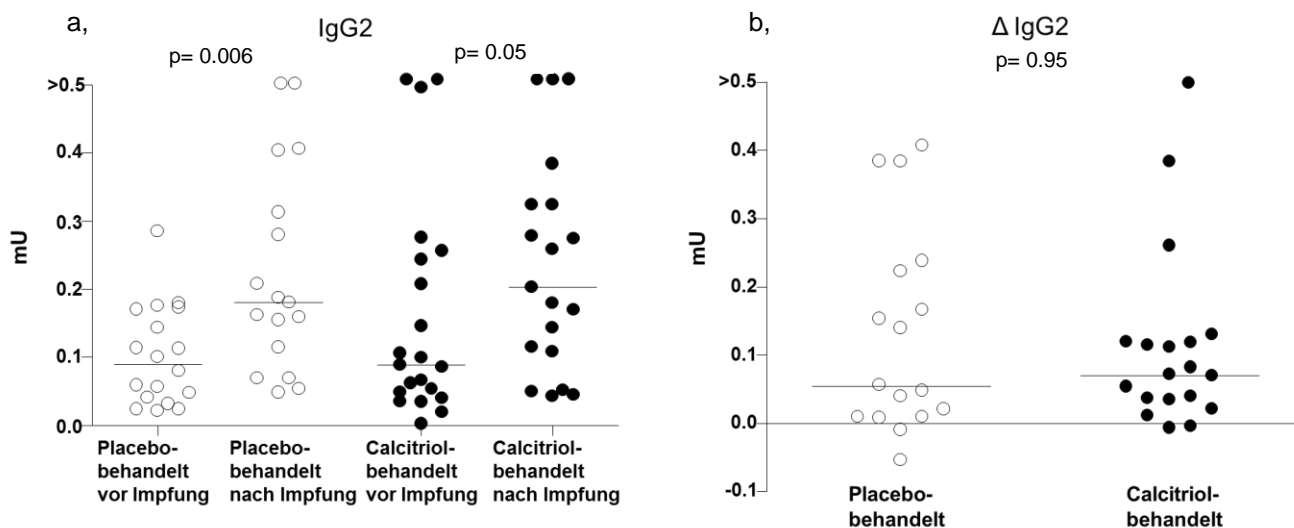 a,
IgG2
p= 0.006
p= 0.05
>0.5
0.4
0.3
0.2
0.1
0.0
mU
Placebo-
behandelt
vor Impfung
Placebo-
behandelt
nach Impfung
Calcitriol-
behandelt
vor Impfung
Calcitriol-
behandelt
nach Impfung
b,
Δ IgG2
p= 0.95
>0.5
0.4
0.3
0.2
0.1
0.0
-0.1
mU
Placebo-
behandelt
Calcitriol-
behandelt